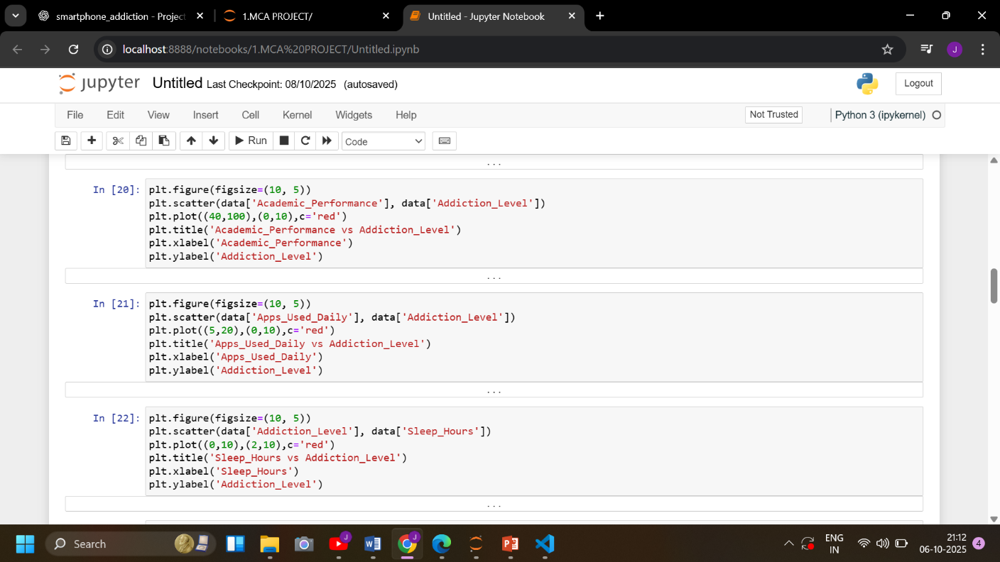 smartphone_addiction - Project
1.MCA PROJECT/
Untitled - Jupyter Notebook
localhost:8888/notebooks/1.MCA%20PROJECT/Untitled.ipynb
J
jupyter Untitled Last Checkpoint: 08/10/2025 (autosaved)
Logout
File Edit View Insert Cell Kernel Widgets Help
Not Trusted
Python 3 (ipykernel)
Run
Code
...
In [20]: plt.figure(figsize=(10, 5))
plt.scatter(data['Academic_Performance'], data['Addiction_Level'])
plt.plot((40,100),(0,10),c='red')
plt.title('Academic_Performance vs Addiction_Level')
plt.xlabel('Academic_Performance')
plt.ylabel('Addiction_Level')
...
In [21]: plt.figure(figsize=(10, 5))
plt.scatter(data['Apps_Used_Daily'], data['Addiction_Level'])
plt.plot((5,20),(0,10),c='red')
plt.title('Apps_Used_Daily vs Addiction_Level')
plt.xlabel('Apps_Used_Daily')
plt.ylabel('Addiction_Level')
...
In [22]: plt.figure(figsize=(10, 5))
plt.scatter(data['Addiction_Level'], data['Sleep_Hours'])
plt.plot((0,10),(2,10),c='red')
plt.title('Sleep_Hours vs Addiction_Level')
plt.xlabel('Sleep_Hours')
plt.ylabel('Addiction_Level')
...
Search
J
W
J
P
ENG
IN
21:12
06-10-2025
4